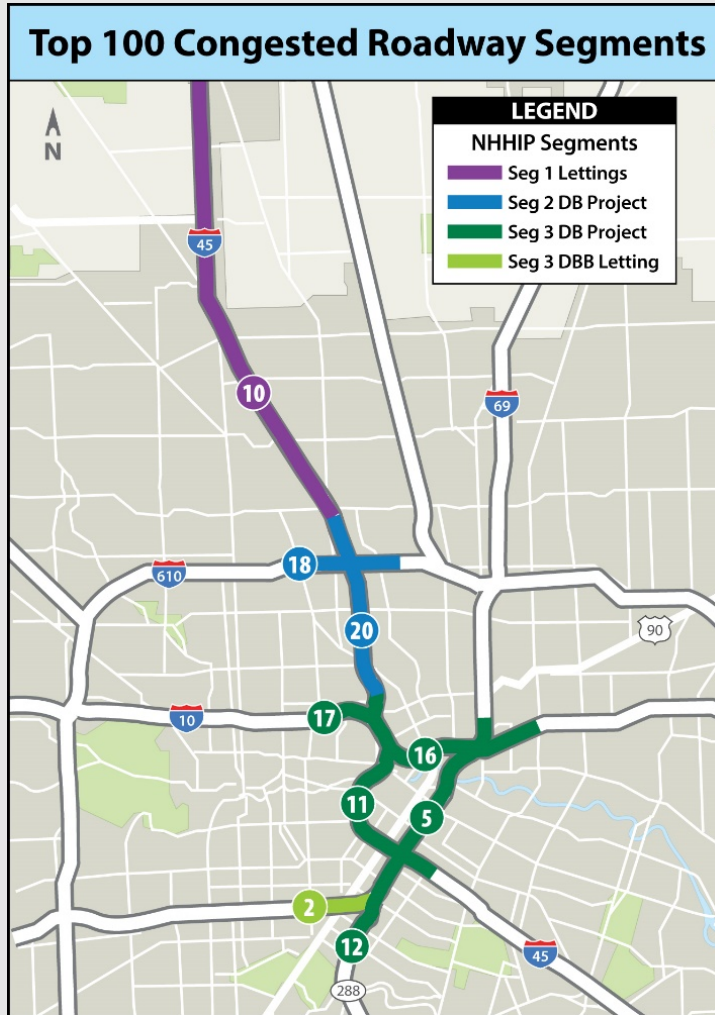 Top 100 Congested Roadway Segments
N
LEGEND
NHHIP Segments
Seg 1 Lettings
Seg 2 DB Project
Seg 3 DB Project
Seg 3 DBB Letting
45
10
69
18
610
20
90
17
10
16
11
5
2
12
45
288